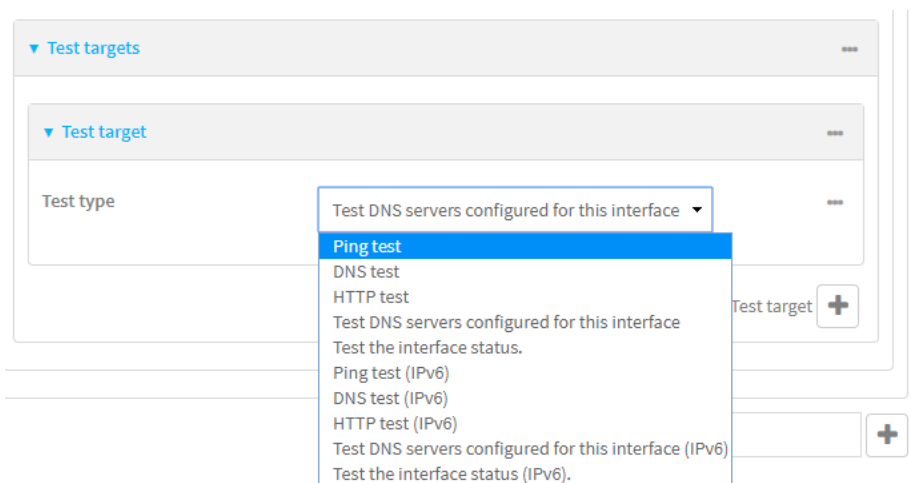 Test targets
Test target
Test type
Test DNS servers configured for this interface
Ping test
DNS test
HTTP test
Test DNS servers configured for this interface
Test the interface status.
Ping test (IPv6)
DNS test (IPv6)
HTTP test (IPv6)
Test DNS servers configured for this interface (IPv6)
Test the interface status (IPv6).
Test target